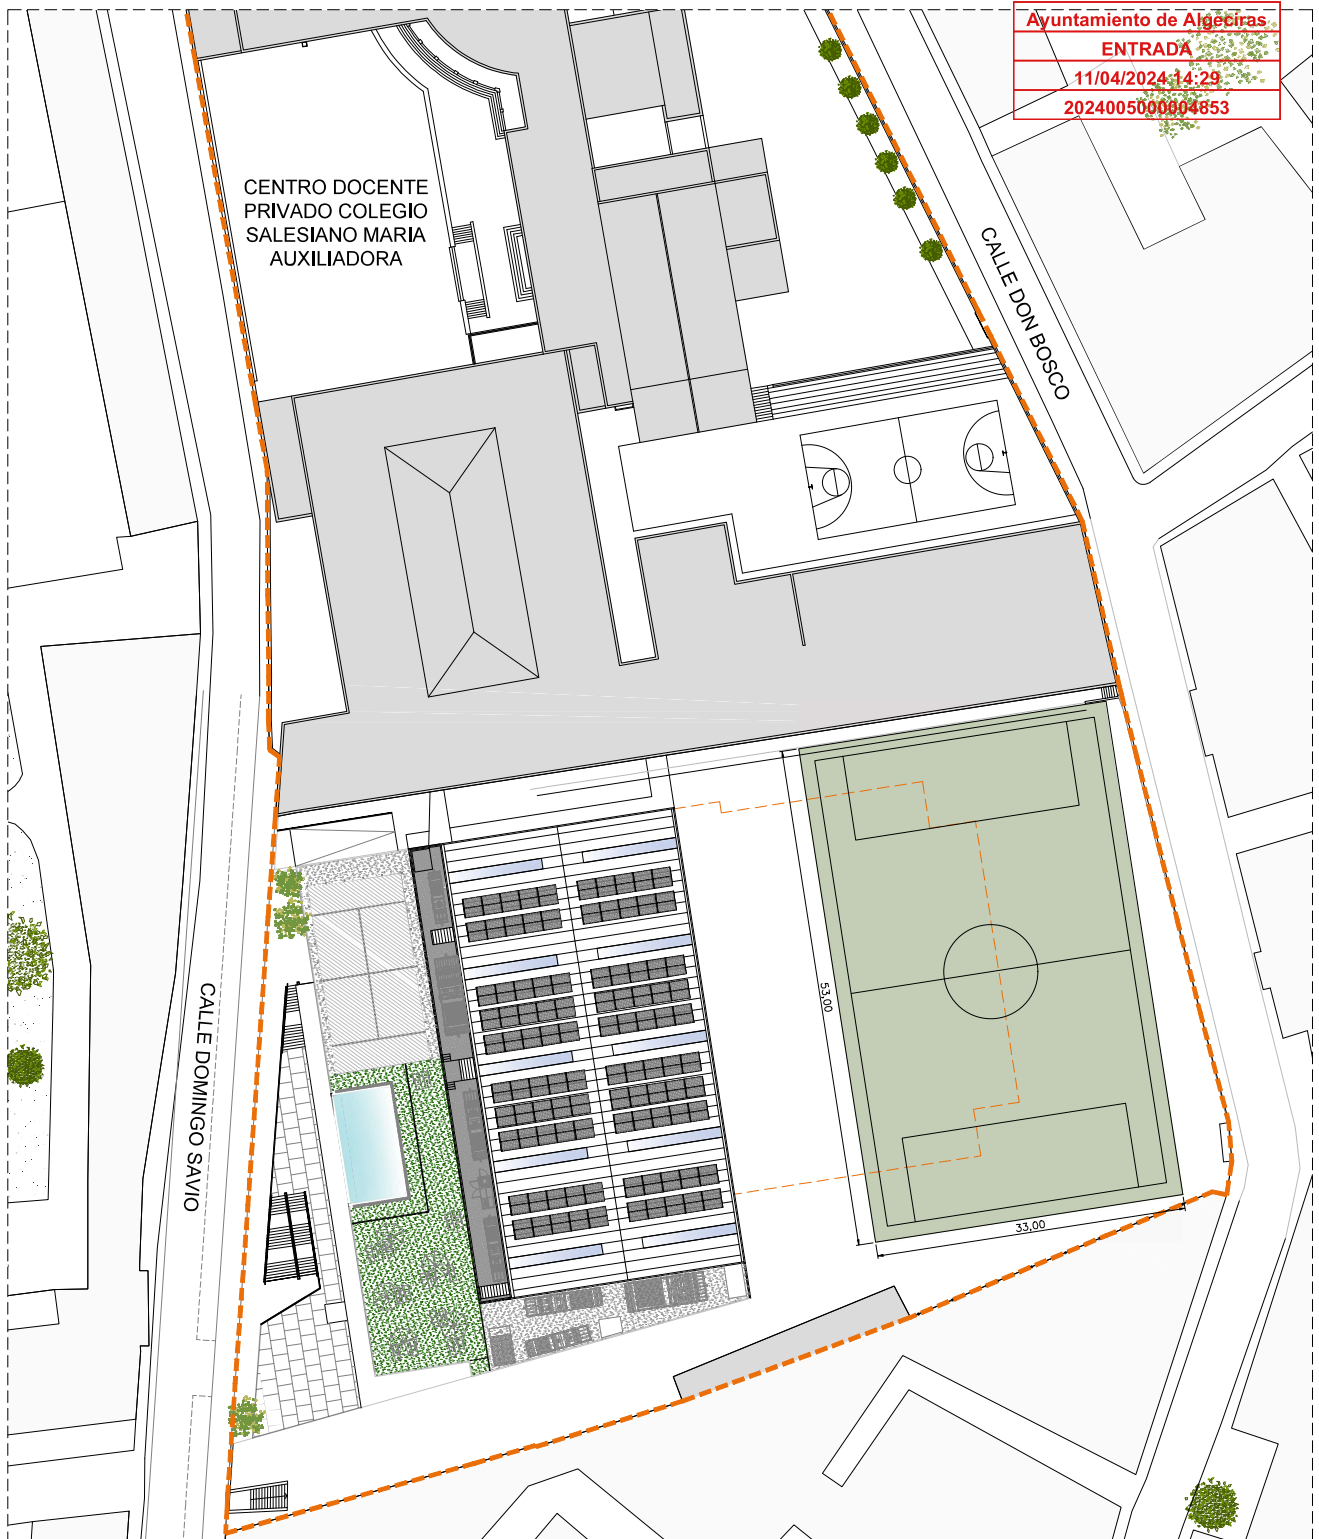 Ayuntamiento de Algeciras
ENTRADA
11/04/2024 14:29
2024005000004853
CENTRO DOCENTE
PRIVADO COLEGIO
SALESIANO MARIA
AUXILIADORA
CALLE DON BOSCO
53,00
CALLE DOMINGO SAVIO
33,00